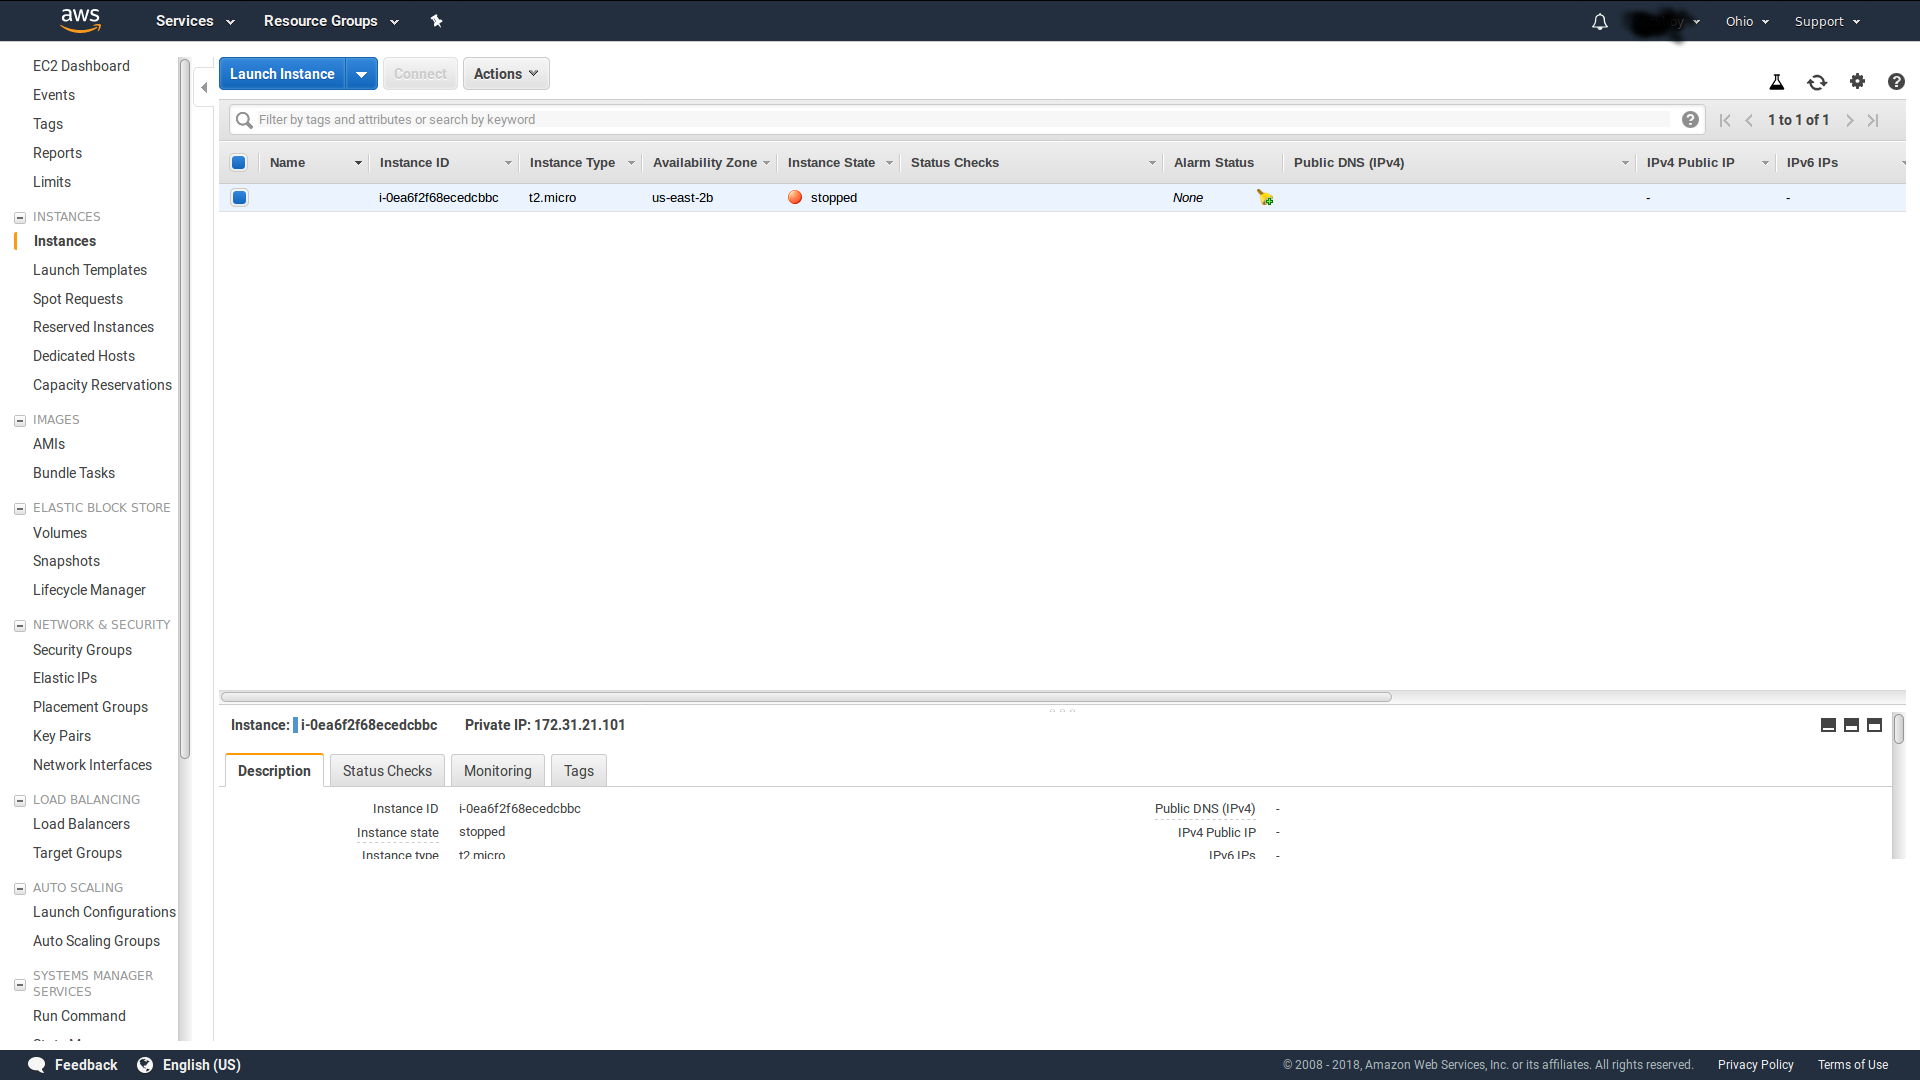 aws Services Resource Groups Ohio Support
EC2 Dashboard
Events
Tags
Reports
Limits
INSTANCES
Instances
Launch Templates
Spot Requests
Reserved Instances
Dedicated Hosts
Capacity Reservations
IMAGES
AMIs
Bundle Tasks
ELASTIC BLOCK STORE
Volumes
Snapshots
Lifecycle Manager
NETWORK & SECURITY
Security Groups
Elastic IPs
Placement Groups
Key Pairs
Network Interfaces
LOAD BALANCING
Load Balancers
Target Groups
AUTO SCALING
Launch Configurations
Auto Scaling Groups
SYSTEMS MANAGER
SERVICES
Run Command
Launch Instance Connect Actions
Filter by tags and attributes or search by keyword 1 to 1 of 1
Name Instance ID Instance Type Availability Zone Instance State Status Checks Alarm Status Public DNS (IPv4) IPv4 Public IP IPv6 IPs
i-0ea6f2f68ecedcbbc t2.micro us-east-2b stopped None - -
Instance: i-0ea6f2f68ecedcbbc Private IP: 172.31.21.101
Description Status Checks Monitoring Tags
Instance ID i-0ea6f2f68ecedcbbc Public DNS (IPv4) -
Instance state stopped IPv4 Public IP -
Instance type t2.micro IPv6 IPs -
Feedback English (US) © 2008 - 2018, Amazon Web Services, Inc. or its affiliates. All rights reserved. Privacy Policy Terms of Use